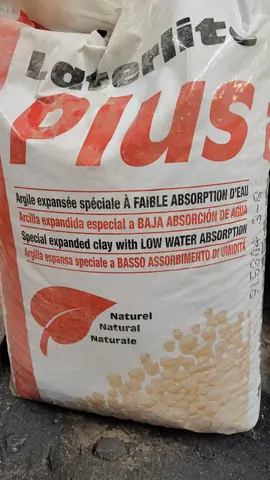 Laterlite
Plus
Argile expansée spéciale À FAIBLE ABSORPTION D'EAU
Arcilla expandida especial a BAJA ABSORCIÓN DE AGUA
Special expanded clay with LOW WATER ABSORPTION
Argilla espansa speciale a BASSO ASSORBIMENTO DI UMIDITÀ
Naturel
Natural
Naturale